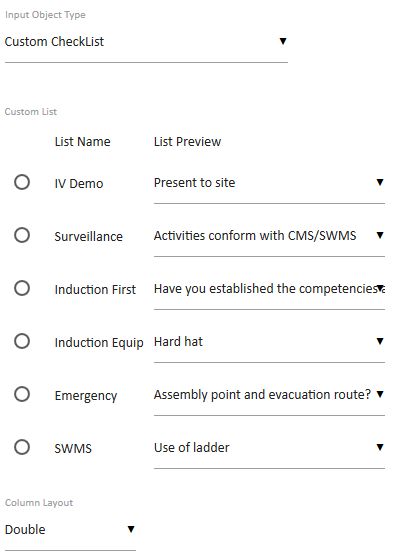 Input Object Type
Custom CheckList
Custom List
List Name List Preview
IV Demo Present to site
Surveillance Activities conform with CMS/SWMS
Induction First Have you established the competencies
Induction Equip Hard hat
Emergency Assembly point and evacuation route?
SWMS Use of ladder
Column Layout
Double